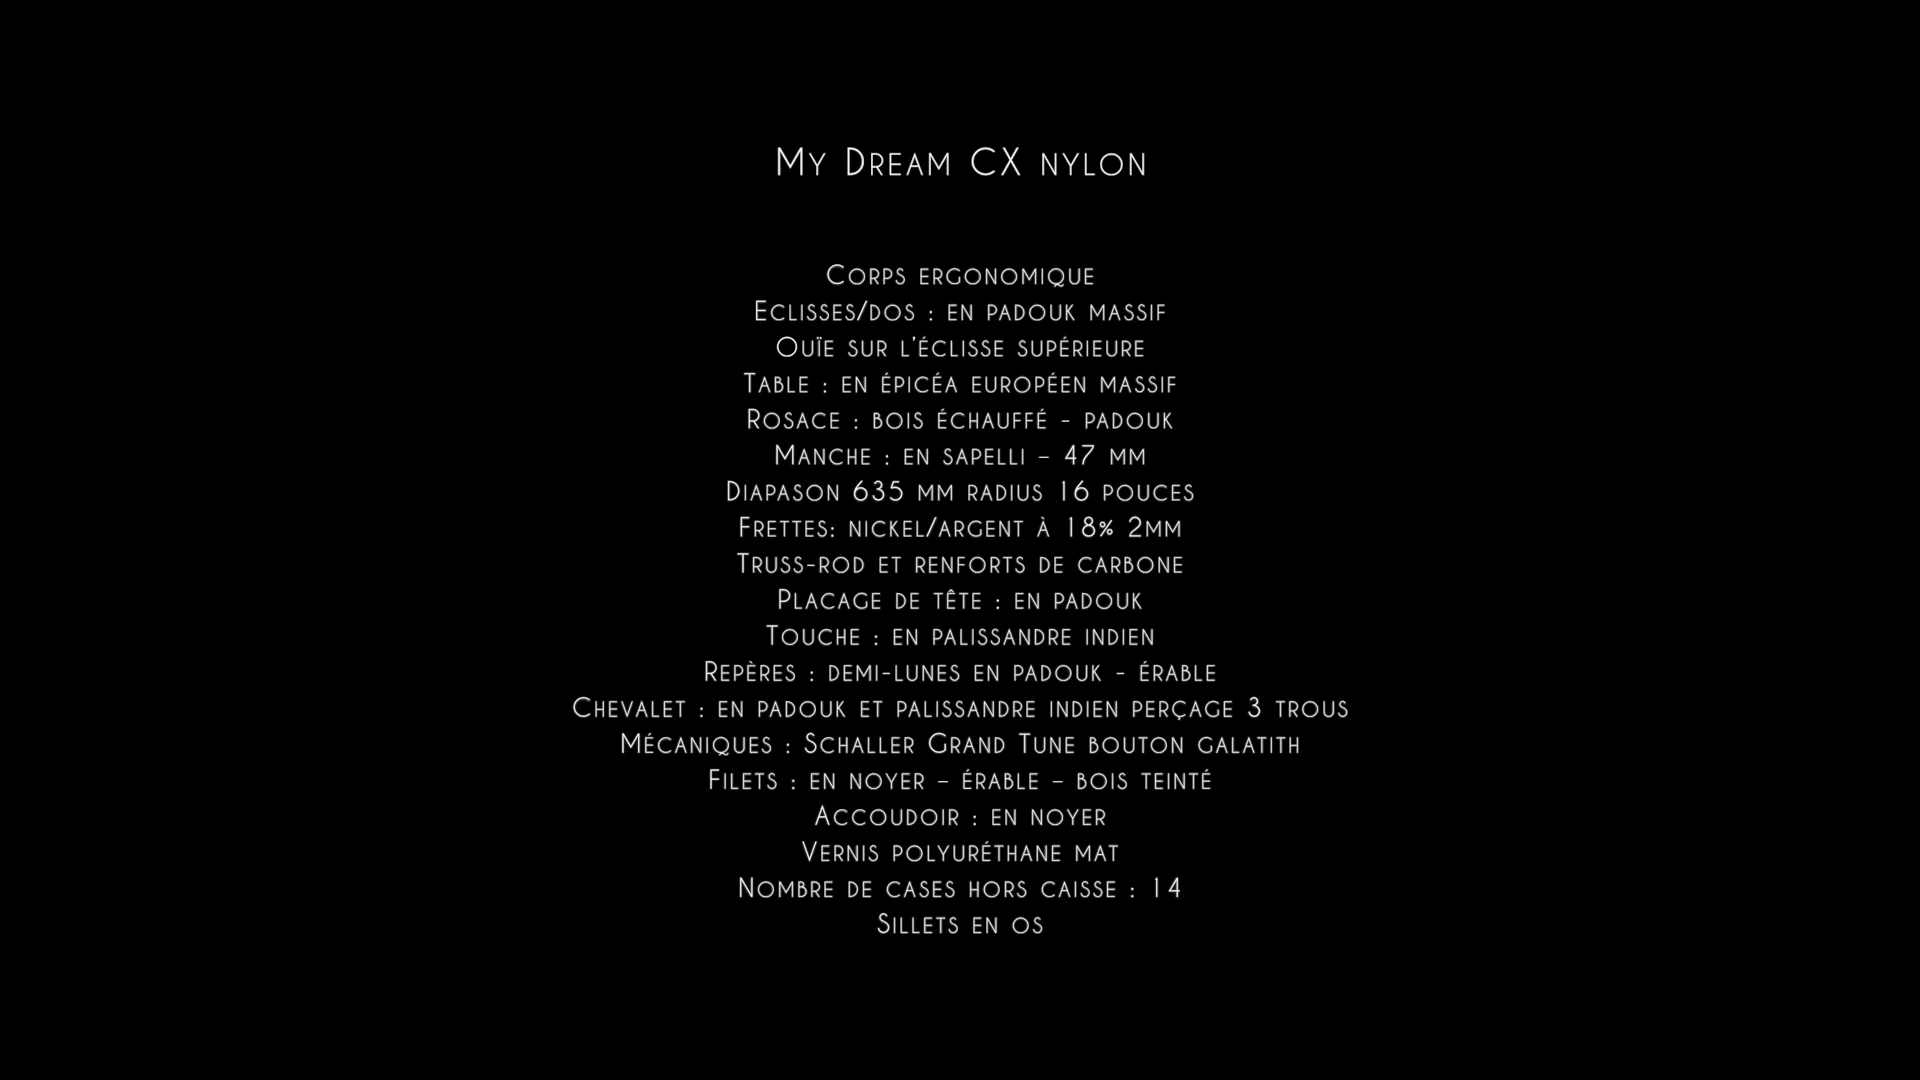 My Dream CX nylon
Corps ergonomique
Eclisses/dos : en padouk massif
Ouïe sur l'éclisse supérieure
Table : en épicéa européen massif
Rosace : bois échauffé - padouk
Manche : en sapelli – 47 mm
Diapason 635 mm radius 16 pouces
Frettes: nickel/argent à 18% 2mm
Truss-rod et renforts de carbone
Placage de tête : en padouk
Touche : en palissandre indien
Repères : demi-lunes en padouk - érable
Chevalet : en padouk et palissandre indien perçage 3 trous
Mécaniques : Schaller Grand Tune bouton galatith
Filets : en noyer – érable – bois teinté
Accoudoir : en noyer
Vernis polyuréthane mat
Nombre de cases hors caisse : 14
Sillets en os